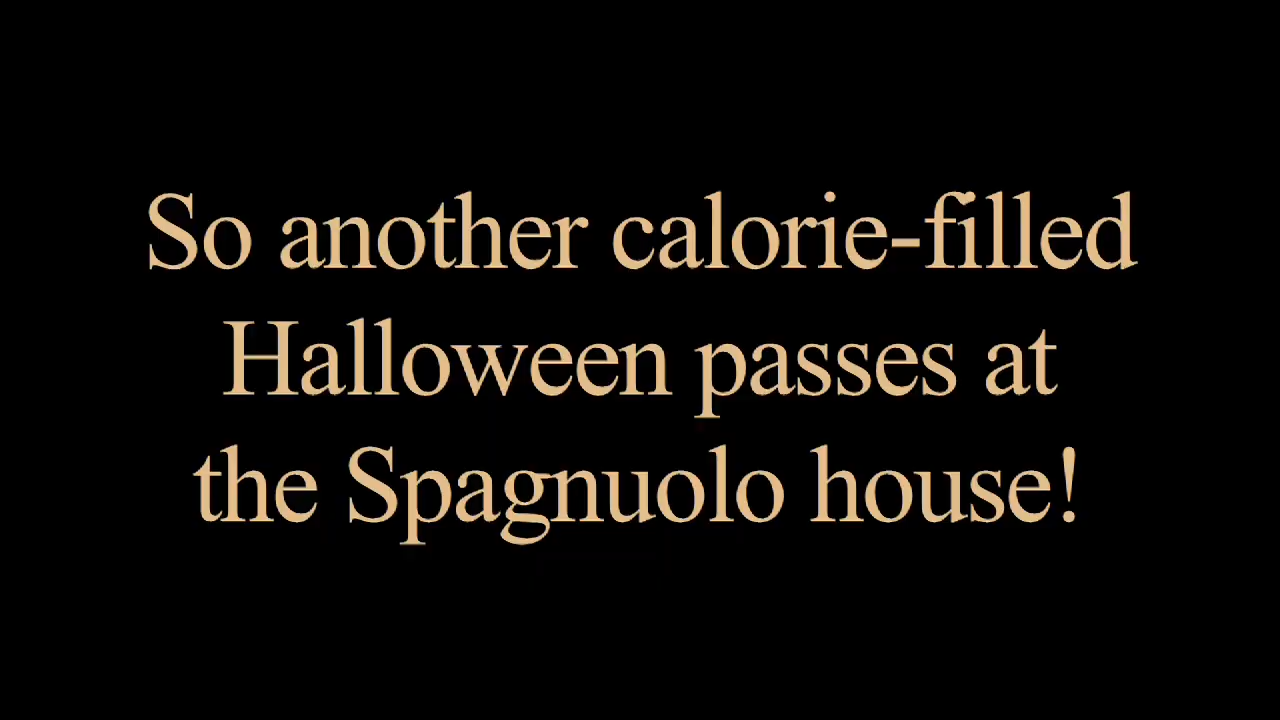 So another calorie-filled
Halloween passes at
the Spagnuolo house!